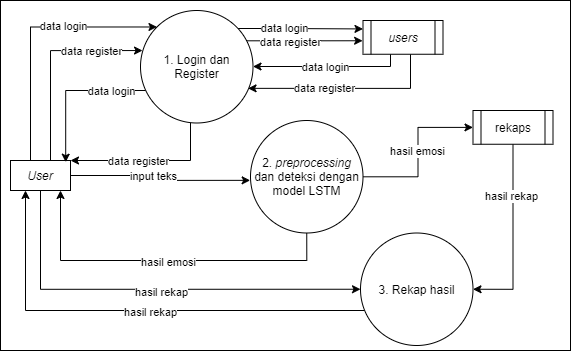 data login
data login
data register
data register
users
1. Login dan
Register
data login
data login
data register
rekaps
data register
hasil emosi
2. preprocessing
dan deteksi dengan
model LSTM
User
input teks
hasil rekap
hasil emosi
hasil rekap
3. Rekap hasil
hasil rekap